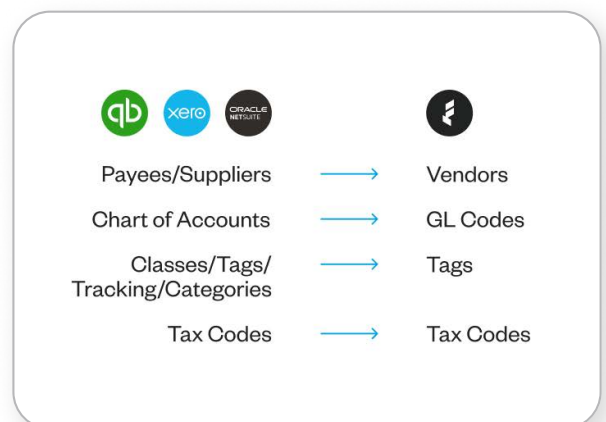 qb xero ORACLE
NETSUITE
Payees/Suppliers Vendors
Chart of Accounts GL Codes
Classes/Tags/ Tags
Tracking/Categories
Tax Codes Tax Codes